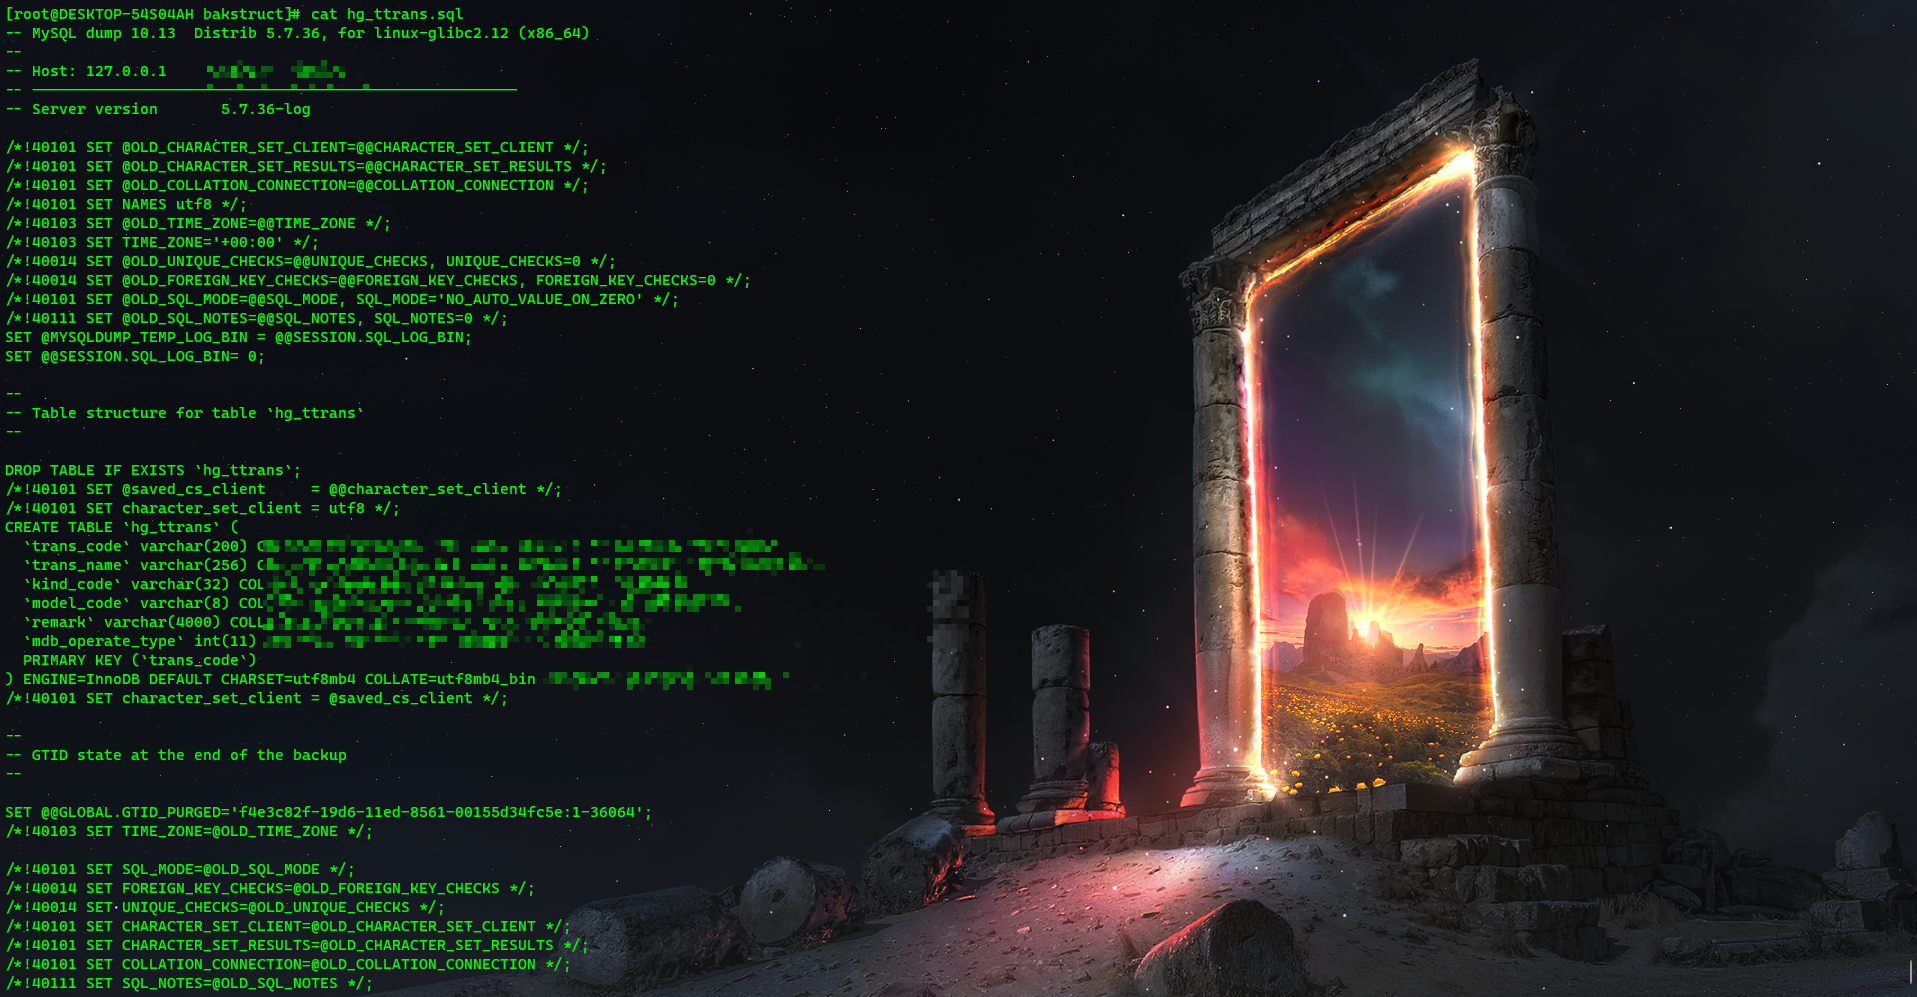 [root@DESKTOP-54S04AH bakstruct]# cat hg_ttrans.sql
-- MySQL dump 10.13  Distrib 5.7.36, for linux-glibc2.12 (x86_64)
--
-- Host: 127.0.0.1
-- ------------------------------------------------------
-- Server version       5.7.36-log

/*!40101 SET @OLD_CHARACTER_SET_CLIENT=@@CHARACTER_SET_CLIENT */;
/*!40101 SET @OLD_CHARACTER_SET_RESULTS=@@CHARACTER_SET_RESULTS */;
/*!40101 SET @OLD_COLLATION_CONNECTION=@@COLLATION_CONNECTION */;
/*!40101 SET NAMES utf8 */;
/*!40103 SET @OLD_TIME_ZONE=@@TIME_ZONE */;
/*!40103 SET TIME_ZONE='+00:00' */;
/*!40014 SET @OLD_UNIQUE_CHECKS=@@UNIQUE_CHECKS, UNIQUE_CHECKS=0 */;
/*!40014 SET @OLD_FOREIGN_KEY_CHECKS=@@FOREIGN_KEY_CHECKS, FOREIGN_KEY_CHECKS=0 */;
/*!40101 SET @OLD_SQL_MODE=@@SQL_MODE, SQL_MODE='NO_AUTO_VALUE_ON_ZERO' */;
/*!40111 SET @OLD_SQL_NOTES=@@SQL_NOTES, SQL_NOTES=0 */;
SET @MYSQLDUMP_TEMP_LOG_BIN = @@SESSION.SQL_LOG_BIN;
SET @@SESSION.SQL_LOG_BIN= 0;

--
-- Table structure for table `hg_ttrans`
--

DROP TABLE IF EXISTS `hg_ttrans`;
/*!40101 SET @saved_cs_client     = @@character_set_client */;
/*!40101 SET character_set_client = utf8 */;
CREATE TABLE `hg_ttrans` (
  `trans_code` varchar(200)
  `trans_name` varchar(256)
  `kind_code` varchar(32) COL
  `model_code` varchar(8) COL
  `remark` varchar(4000) COLL
  `mdb_operate_type` int(11)
  PRIMARY KEY (`trans_code`)
) ENGINE=InnoDB DEFAULT CHARSET=utf8mb4 COLLATE=utf8mb4_bin
/*!40101 SET character_set_client = @saved_cs_client */;

--
-- GTID state at the end of the backup
--

SET @@GLOBAL.GTID_PURGED='f4e3c82f-19d6-11ed-8561-00155d34fc5e:1-36064';
/*!40103 SET TIME_ZONE=@OLD_TIME_ZONE */;

/*!40101 SET SQL_MODE=@OLD_SQL_MODE */;
/*!40014 SET FOREIGN_KEY_CHECKS=@OLD_FOREIGN_KEY_CHECKS */;
/*!40014 SET UNIQUE_CHECKS=@OLD_UNIQUE_CHECKS */;
/*!40101 SET CHARACTER_SET_CLIENT=@OLD_CHARACTER_SET_CLIENT */;
/*!40101 SET CHARACTER_SET_RESULTS=@OLD_CHARACTER_SET_RESULTS */;
/*!40101 SET COLLATION_CONNECTION=@OLD_COLLATION_CONNECTION */;
/*!40111 SET SQL_NOTES=@OLD_SQL_NOTES */;